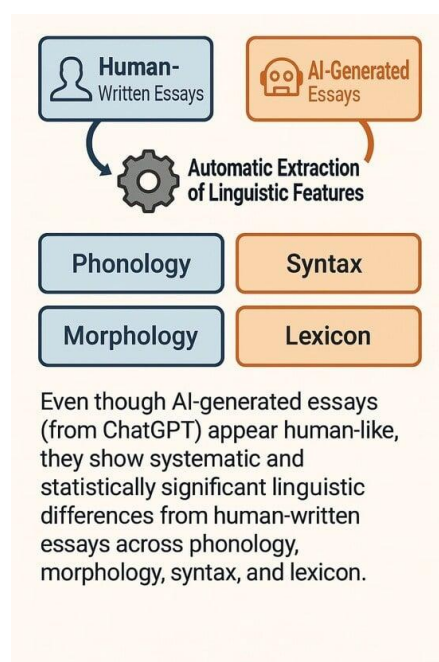 Human-
Written Essays
AI-Generated
Essays
Automatic Extraction
of Linguistic Features
Phonology
Syntax
Morphology
Lexicon
Even though AI-generated essays
(from ChatGPT) appear human-like,
they show systematic and
statistically significant linguistic
differences from human-written
essays across phonology,
morphology, syntax, and lexicon.